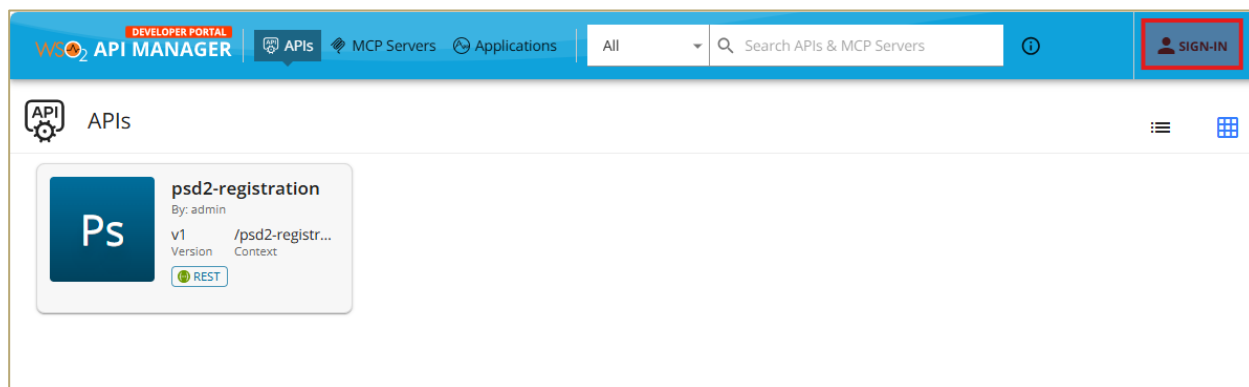 DEVELOPER PORTAL
WSO2 API MANAGER
APIs
MCP Servers
Applications
All
Search APIs & MCP Servers
SIGN-IN
API
APIs
Ps
psd2-registration
By: admin
v1 /psd2-registr...
Version Context
REST